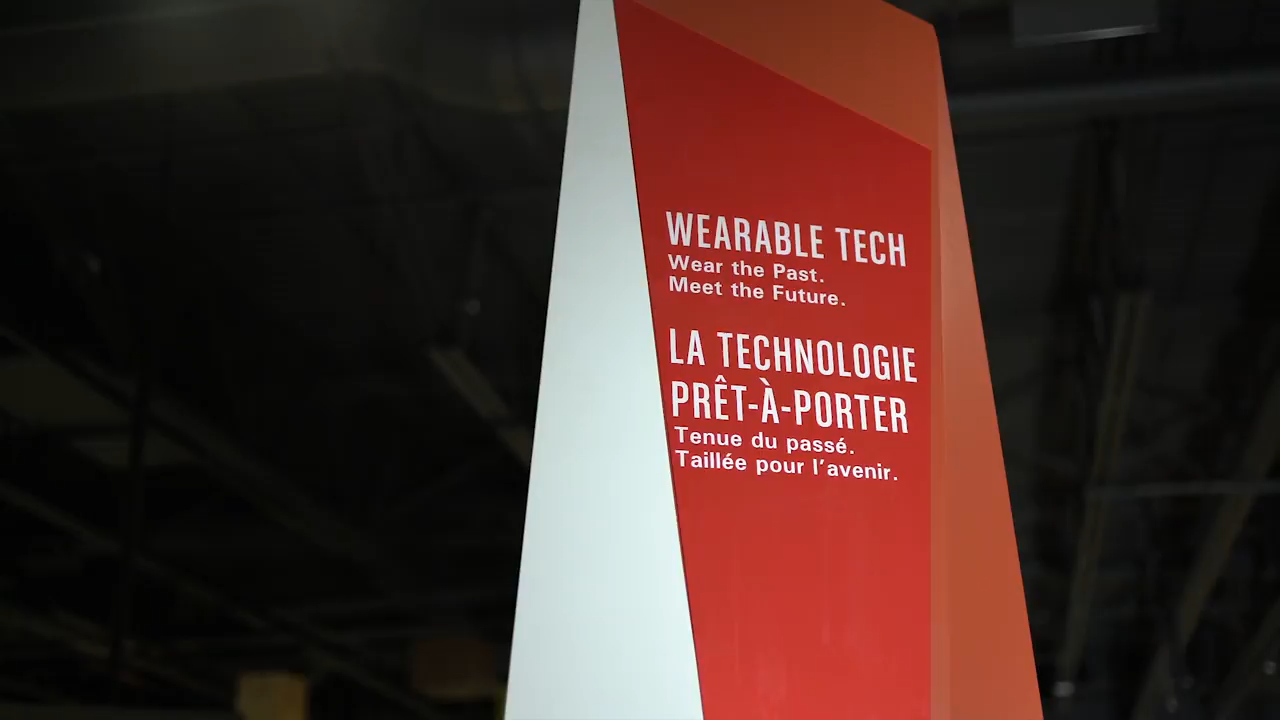 WEARABLE TECH
Wear the Past.
Meet the Future.
LA TECHNOLOGIE
PRÊT-À-PORTER
Tenue du passé.
Taillée pour l'avenir.